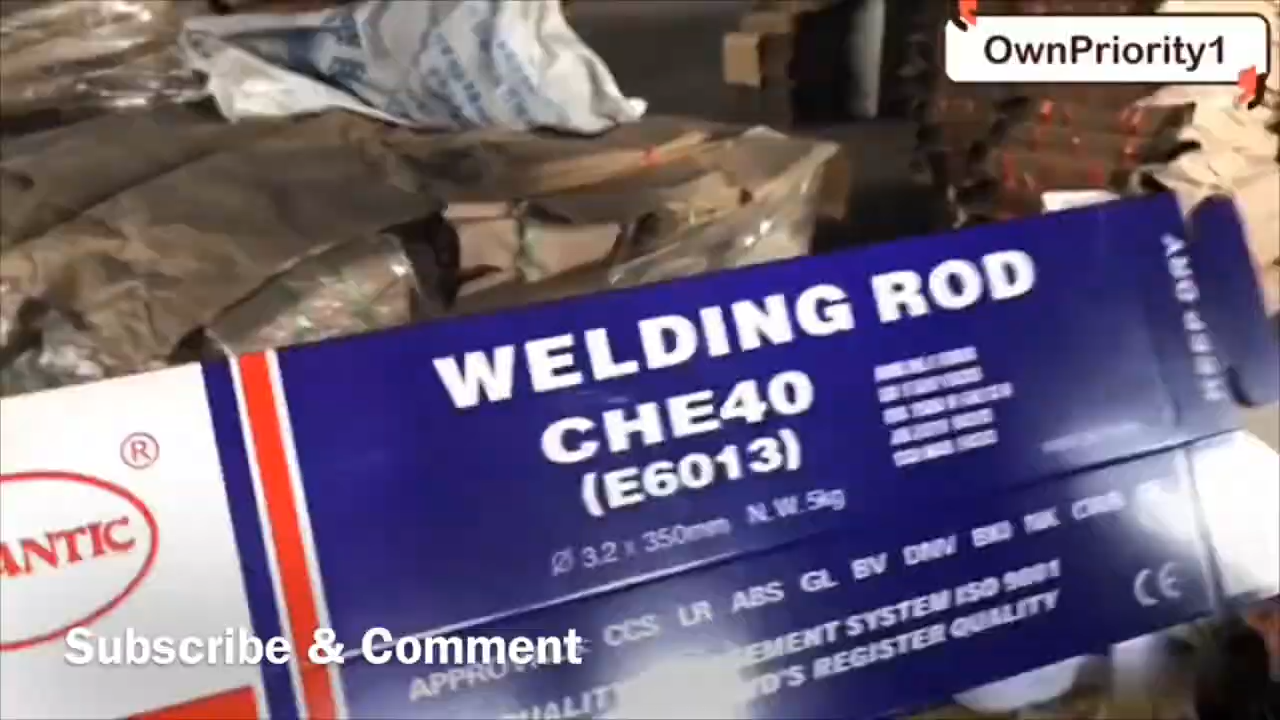 OwnPriority1
WELDING ROD
CHE40
(E6013)
Ø 3.2 x 350mm N.W. 5kg
®
ANTIC
CCS LR ABS GL BV DNV BKI NK
EMENT SYSTEM ISO 9001
YD'S REGISTER QUALITY
CE
Subscribe & Comment